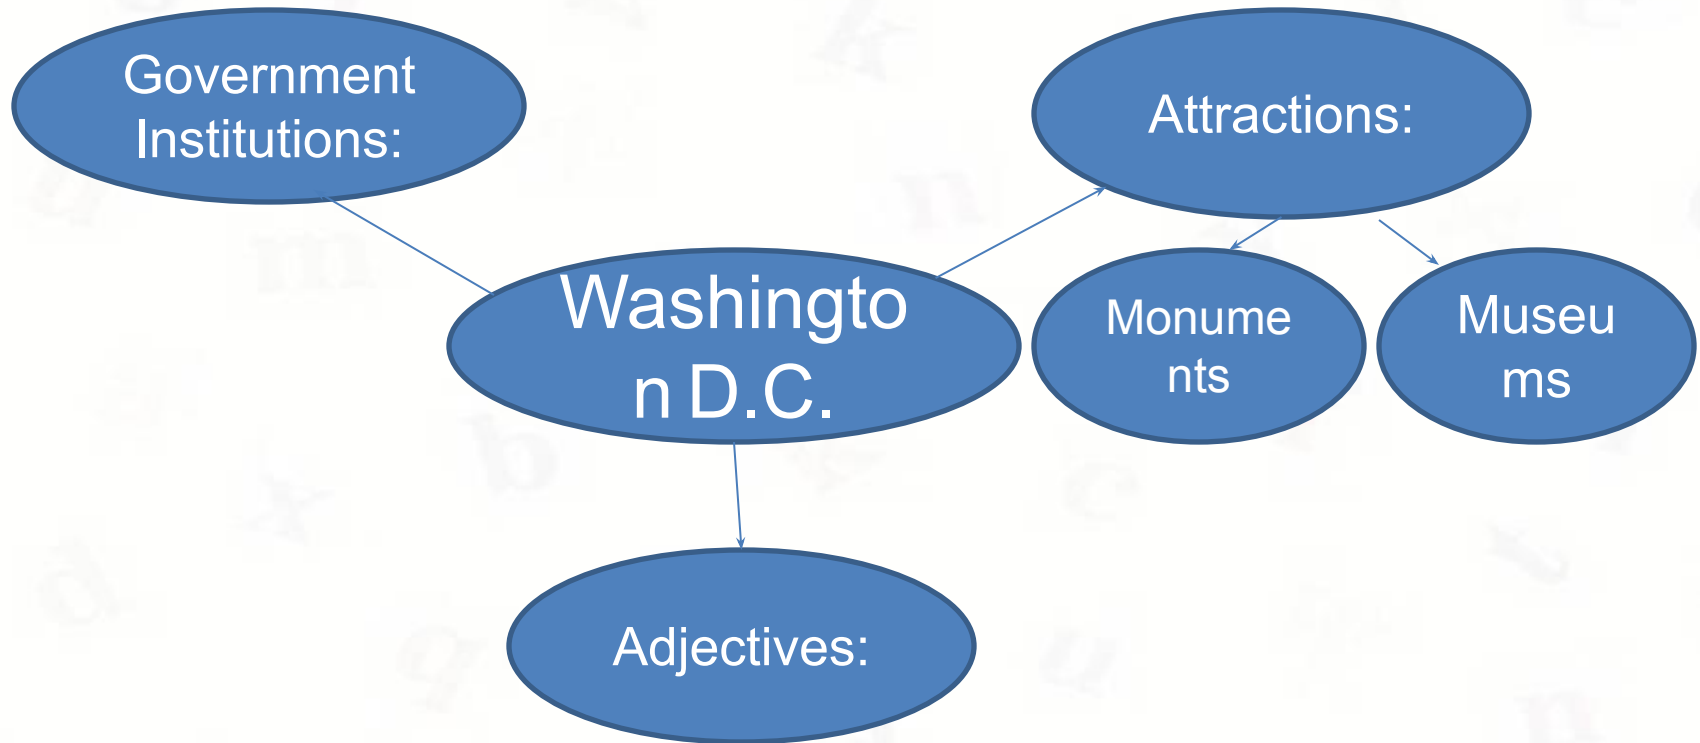 Government
Institutions:
Attractions:
Washingto
n D.C.
Monume
nts
Museu
ms
Adjectives: